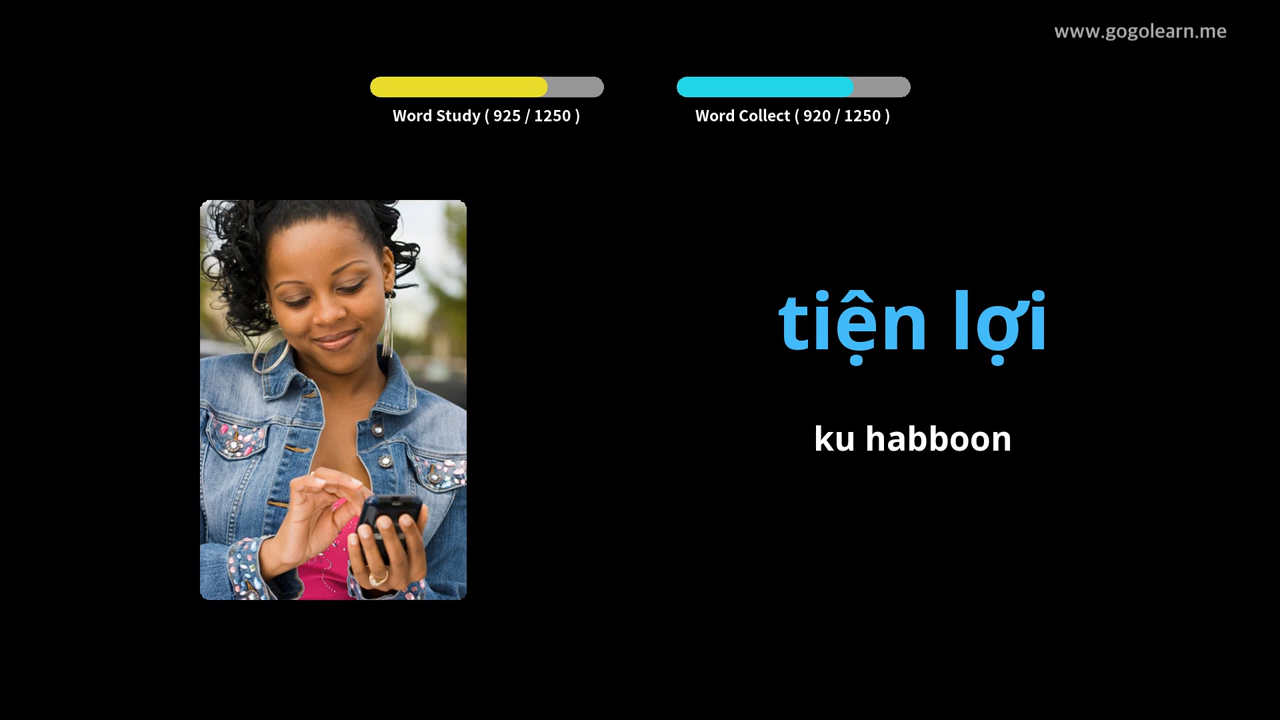 www.gogolearn.me
Word Study ( 925 / 1250 )
Word Collect ( 920 / 1250 )
tiện lợi
ku habboon